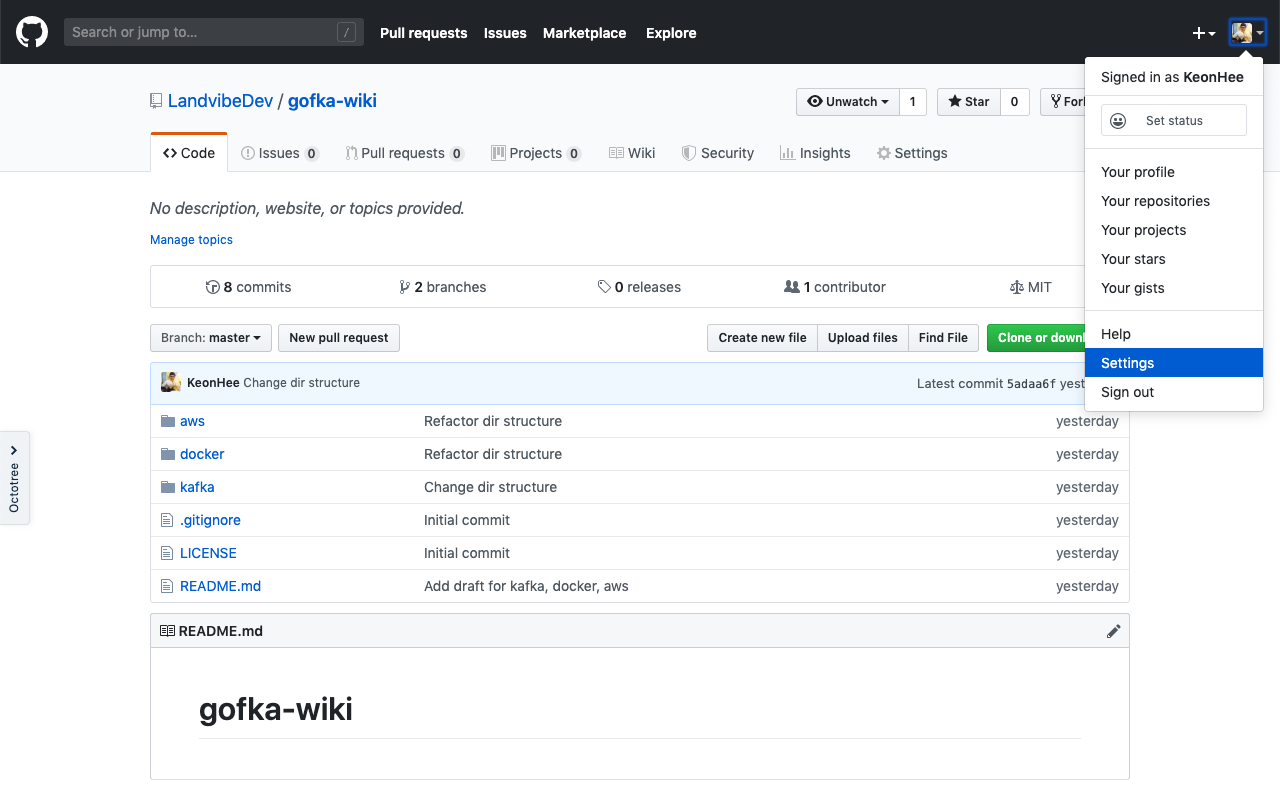 Search or jump to... /
Pull requests Issues Marketplace Explore
Signed in as KeonHee
Set status
Your profile
Your repositories
Your projects
Your stars
Your gists
Help
Settings
Sign out
LandvibeDev / gofka-wiki
Unwatch 1 Star 0 Fork
Code Issues 0 Pull requests 0 Projects 0 Wiki Security Insights Settings
No description, website, or topics provided.
Manage topics
8 commits 2 branches 0 releases 1 contributor MIT
Branch: master New pull request Create new file Upload files Find File Clone or downl
KeonHee Change dir structure Latest commit 5adaa6f yest
aws Refactor dir structure yesterday
docker Refactor dir structure yesterday
kafka Change dir structure yesterday
.gitignore Initial commit yesterday
LICENSE Initial commit yesterday
README.md Add draft for kafka, docker, aws yesterday
Octotree
README.md
gofka-wiki